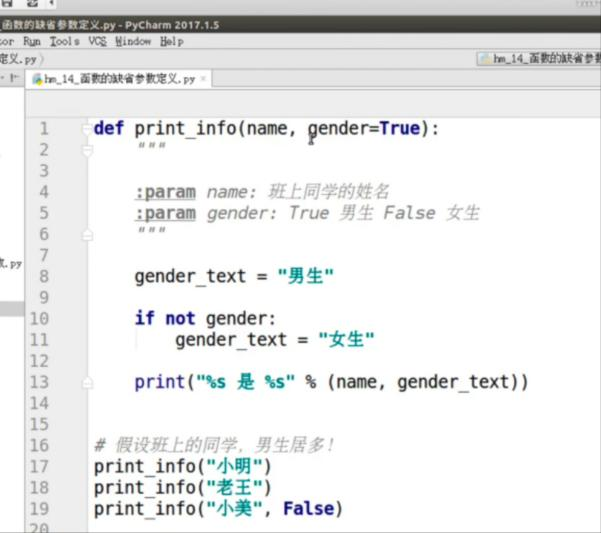 函数的缺省参数定义.py - PyCharm 2017.1.5
tor Run Tools VCS Window Help
定义.py
hm_14_函数的缺省参数
hm_14_函数的缺省参数定义.py ×
1 def print_info(name, gender=True):
2 """
3
4 :param name: 班上同学的姓名
5 :param gender: True 男生 False 女生
6 """
7
8 gender_text = "男生"
9
10 if not gender:
11 gender_text = "女生"
12
13 print("%s 是 %s" % (name, gender_text))
14
15
16 # 假设班上的同学，男生居多！
17 print_info("小明")
18 print_info("老王")
19 print_info("小美", False)
20
.py